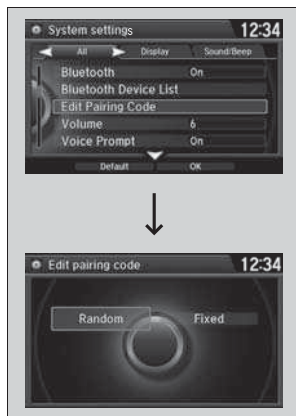 System settings 12:34
All Display Sound/Beep
Bluetooth On
Bluetooth Device List
Edit Pairing Code
Volume 6
Voice Prompt On
Default OK
Edit pairing code 12:34
Random Fixed